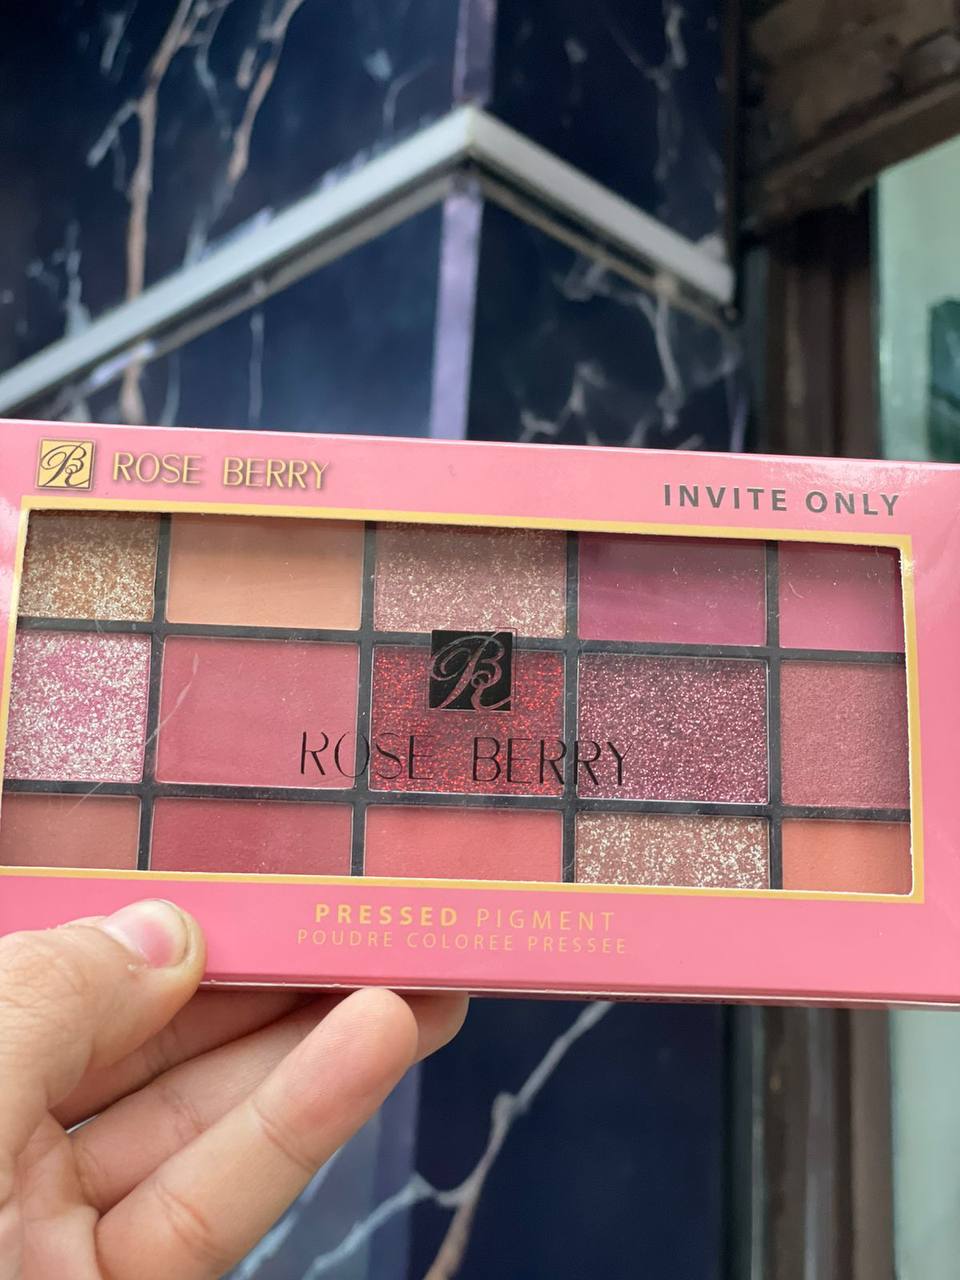 ROSE BERRY
INVITE ONLY
ROSE BERRY
PRESSED PIGMENT
POUDRE COLOREE PRESSEE